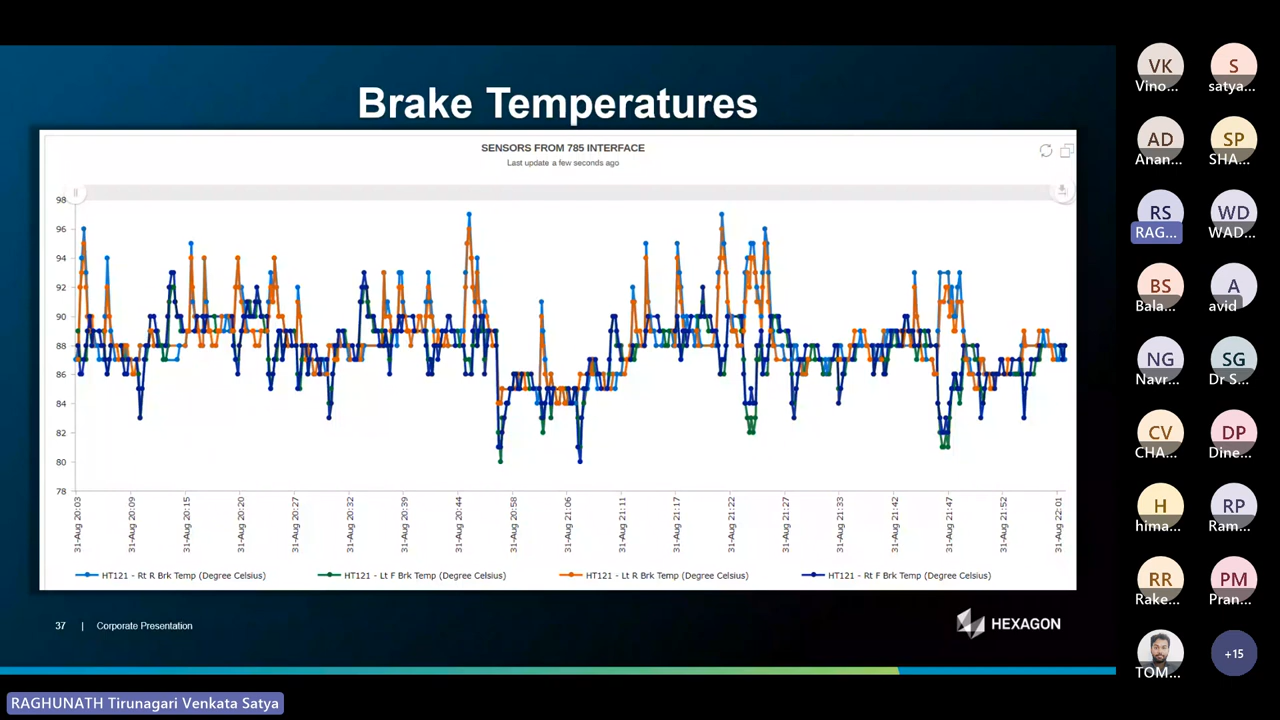 Brake Temperatures
SENSORS FROM 785 INTERFACE
Last update a few seconds ago
98
96
94
92
90
88
86
84
82
80
78
31-Aug 20:03
31-Aug 20:09
31-Aug 20:15
31-Aug 20:20
31-Aug 20:27
31-Aug 20:32
31-Aug 20:39
31-Aug 20:44
31-Aug 20:58
31-Aug 21:06
31-Aug 21:11
31-Aug 21:17
31-Aug 21:22
31-Aug 21:27
31-Aug 21:33
31-Aug 21:42
31-Aug 21:47
31-Aug 21:52
31-Aug 22:01
HT121 - Rt R Brk Temp (Degree Celsius)
HT121 - Lt F Brk Temp (Degree Celsius)
HT121 - Lt R Brk Temp (Degree Celsius)
HT121 - Rt F Brk Temp (Degree Celsius)
37 | Corporate Presentation
HEXAGON
VK
Vino...
S
satya...
AD
Anan...
SP
SHA...
RS
RAG...
WD
WAD...
BS
Bala...
A
avid
NG
Navr...
SG
Dr S...
CV
CHA...
DP
Dine...
H
hima...
RP
Ram...
RR
Rake...
PM
Pran...
TOM...
+15
RAGHUNATH Tirunagari Venkata Satya